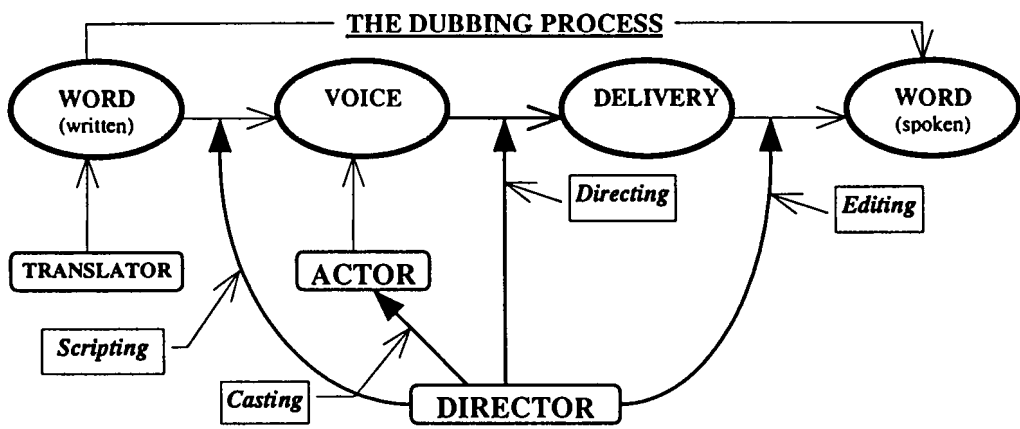 THE DUBBING PROCESS
WORD
(written)
VOICE
DELIVERY
WORD
(spoken)
Directing
Editing
TRANSLATOR
ACTOR
Scripting
Casting
DIRECTOR